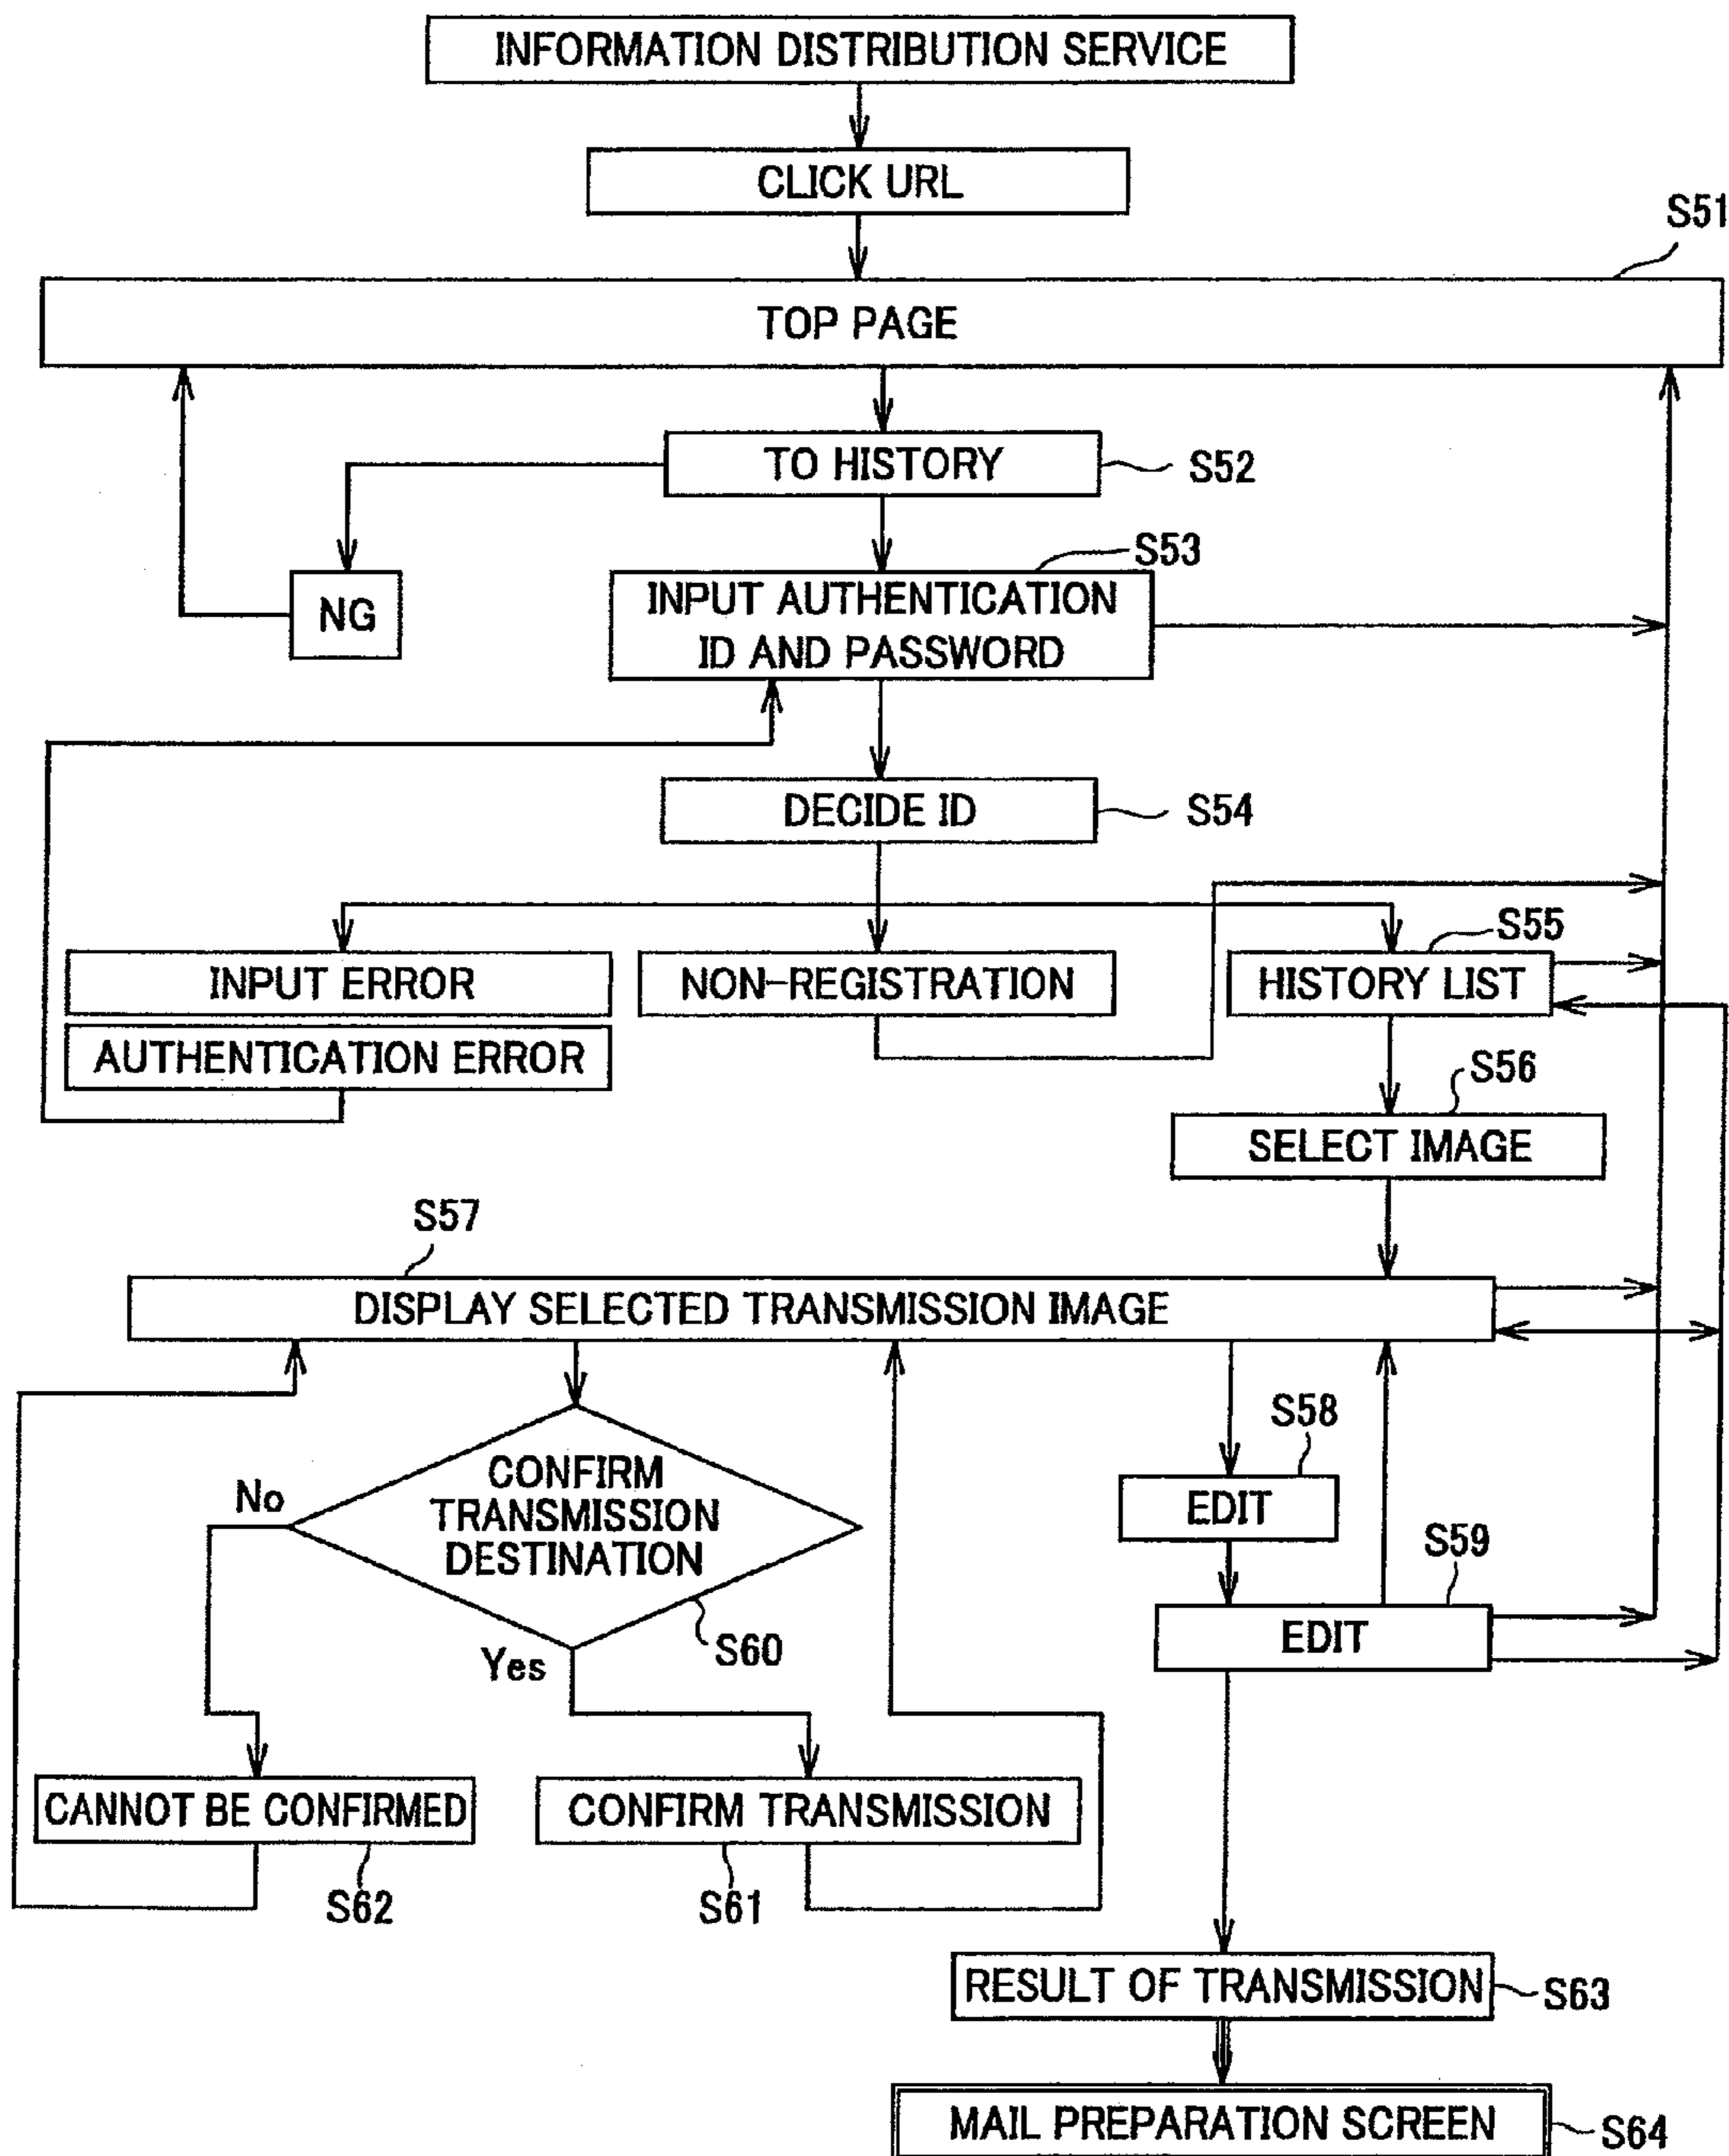 INFORMATION DISTRIBUTION SERVICE
CLICK URL
S51
TOP PAGE
TO HISTORY
S52
S53
NG
INPUT AUTHENTICATION
ID AND PASSWORD
DECIDE ID
S54
S55
INPUT ERROR
NON-REGISTRATION
HISTORY LIST
AUTHENTICATION ERROR
S56
SELECT IMAGE
S57
DISPLAY SELECTED TRANSMISSION IMAGE
S58
CONFIRM
TRANSMISSION
DESTINATION
No
EDIT
S59
EDIT
S60
Yes
CANNOT BE CONFIRMED
CONFIRM TRANSMISSION
S62
S61
RESULT OF TRANSMISSION
S63
MAIL PREPARATION SCREEN
S64